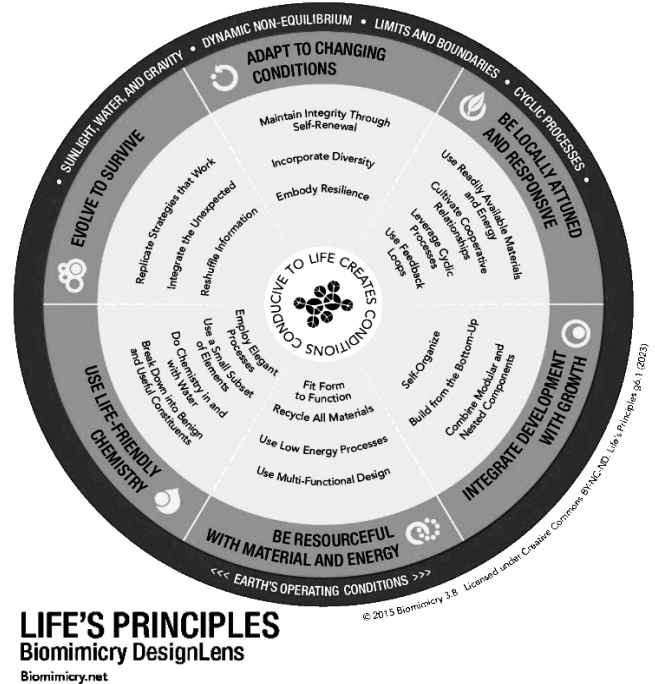 • SUNLIGHT, WATER, AND GRAVITY • DYNAMIC NON-EQUILIBRIUM • LIMITS AND BOUNDARIES • CYCLIC PROCESSES •
ADAPT TO CHANGING
CONDITIONS
Maintain Integrity Through
Self-Renewal
Incorporate Diversity
Embody Resilience
BE LOCALLY ATTUNED
AND RESPONSIVE
Use Readily Available Materials
and Energy
Cultivate Cooperative
Relationships
Leverage Cyclic
Processes
Use Feedback
Loops
INTEGRATE DEVELOPMENT
WITH GROWTH
Self-Organize
Build from the Bottom-Up
Combine Modular and
Nested Components
BE RESOURCEFUL
WITH MATERIAL AND ENERGY
Fit Form
to Function
Recycle All Materials
Use Low Energy Processes
Use Multi-Functional Design
USE LIFE-FRIENDLY
CHEMISTRY
Employ Elegant
Processes
Use a Small Subset
of Elements
Do Chemistry in and
with Water
Break Down into Benign
and Useful Constituents
EVOLVE TO SURVIVE
Replicate Strategies that Work
Integrate the Unexpected
Reshuffle Information
LIFE CREATES CONDITIONS CONDUCIVE TO
<<< EARTH'S OPERATING CONDITIONS >>>
© 2015 Biomimicry 3.8 Licensed under Creative Commons BY-NC-ND. Life's Principles g6.1 (2023)
LIFE'S PRINCIPLES
Biomimicry DesignLens
Biomimicry.net